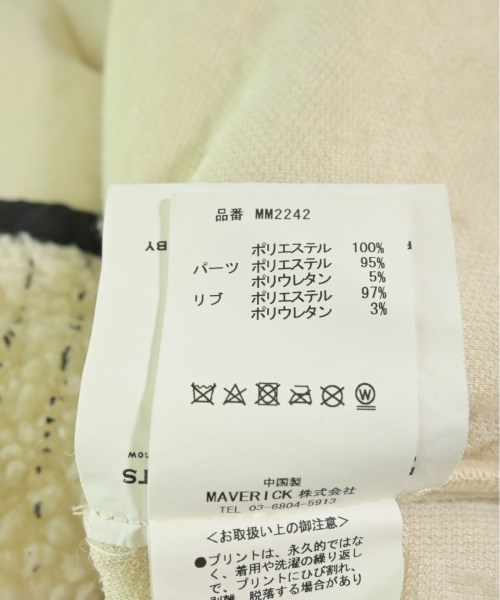 品番 MM2242
ポリエステル 100%
パーツ ポリエステル 95%
ポリウレタン 5%
リブ ポリエステル 97%
ポリウレタン 3%
W
中国製
MAVERICK 株式会社
TEL 03-6804-5913
<お取扱い上の御注意>
●プリントは、永久的ではな
く、着用や洗濯の繰り返し
で、プリントにひび割れ、
剥離、脱落する場合があり
BY